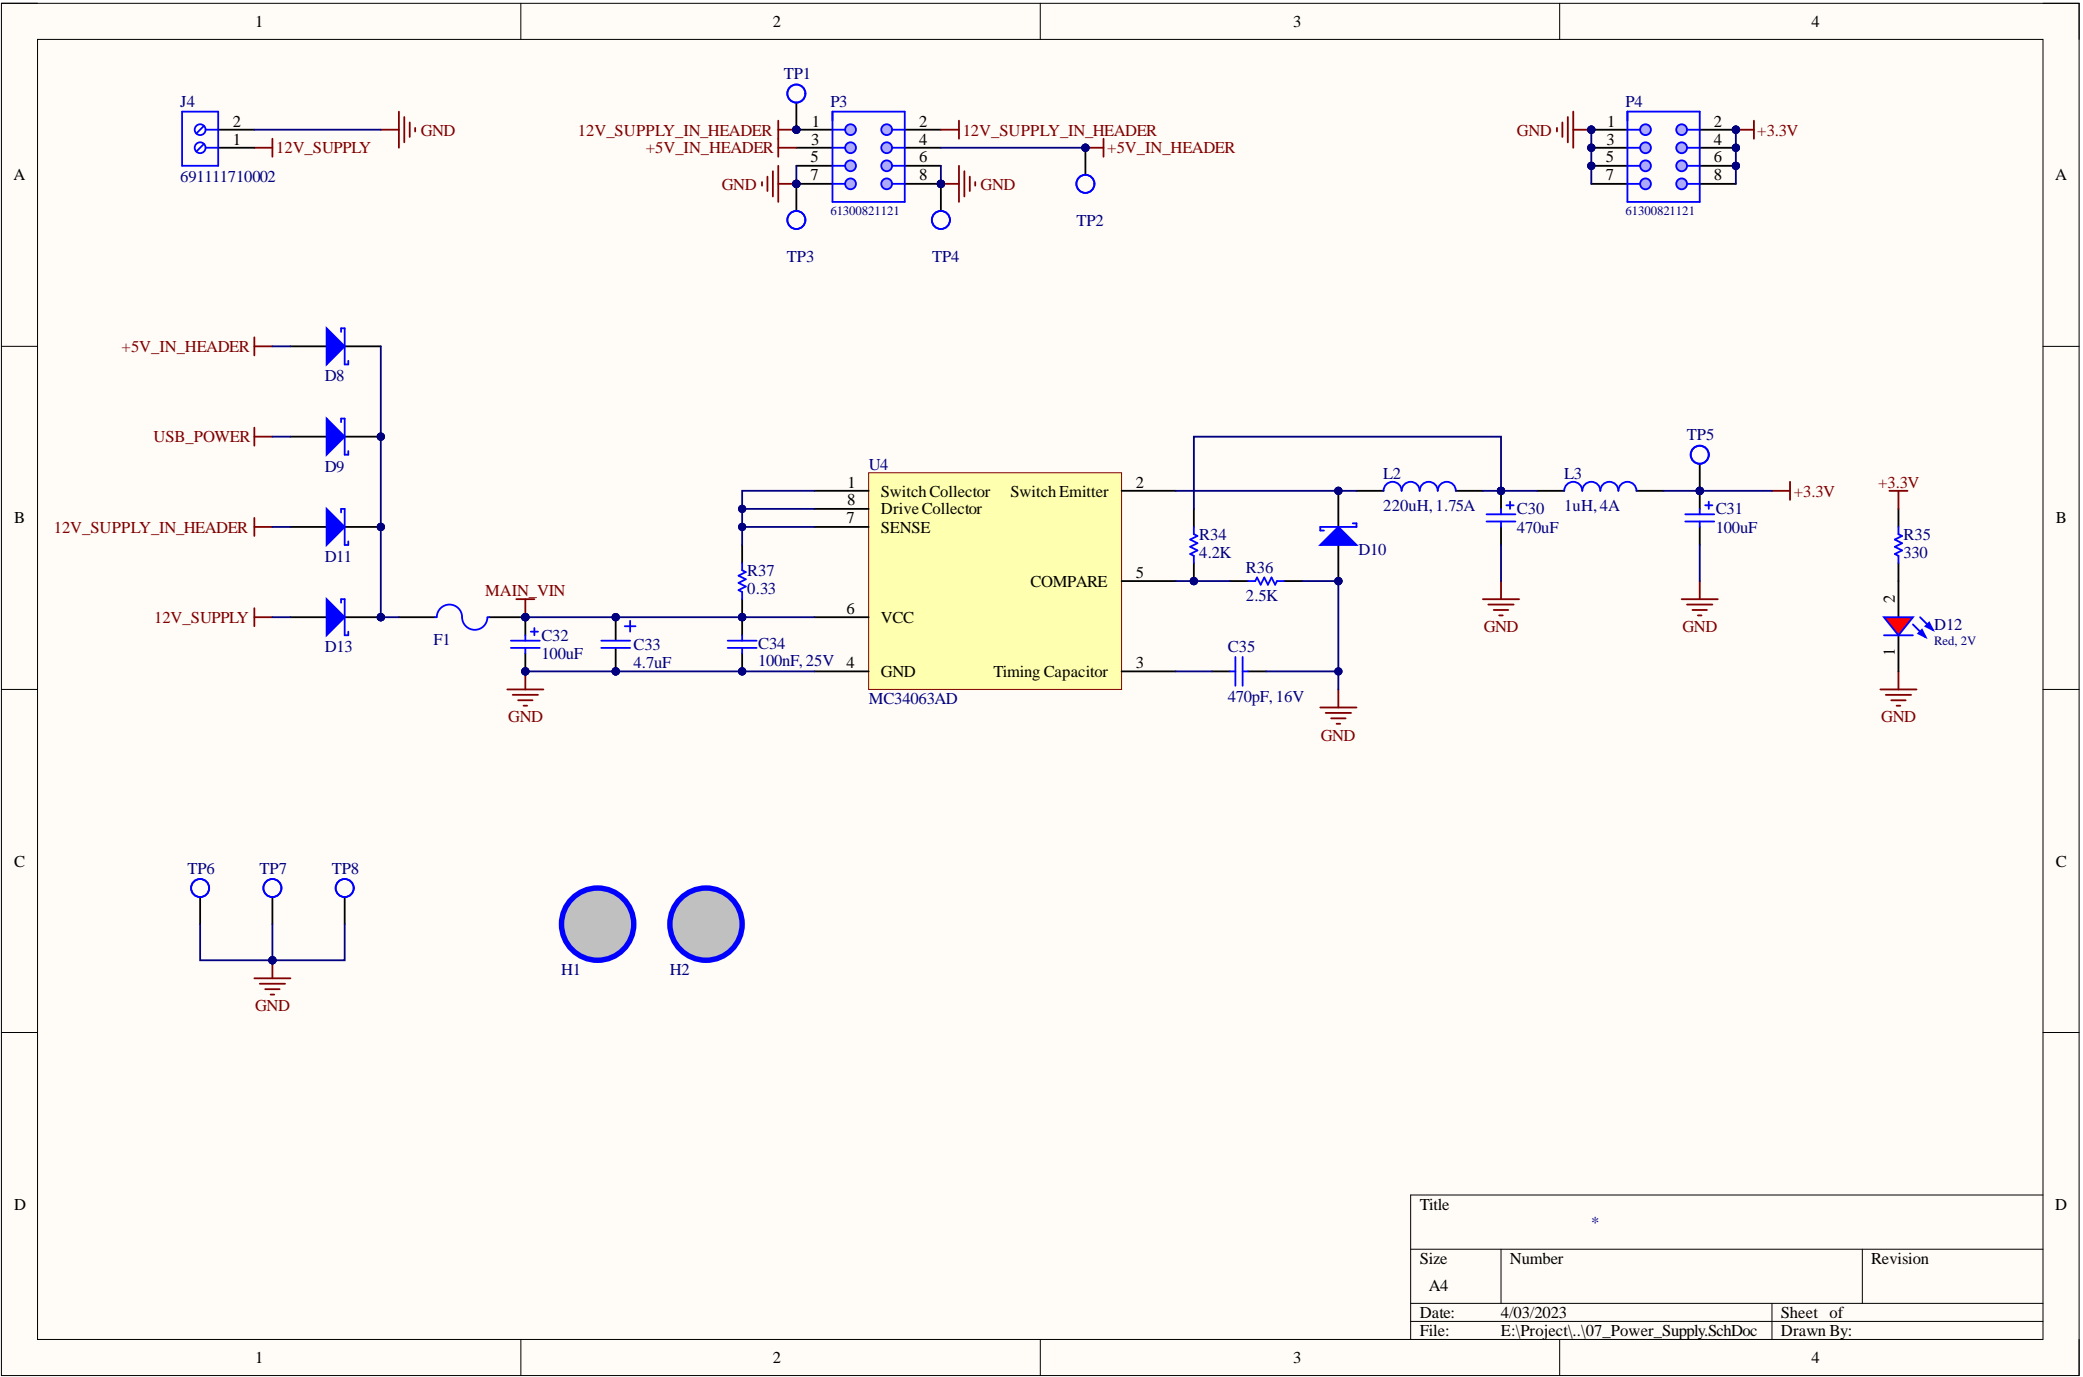 1 2 3 4
A A
J4
2 GND
1 12V_SUPPLY
691111710002
TP1
P3
12V_SUPPLY_IN_HEADER 1 2 12V_SUPPLY_IN_HEADER
+5V_IN_HEADER 3 4 +5V_IN_HEADER
5 6
GND 7 8 GND
61300821121
TP2
TP3 TP4
P4
GND 1 2 +3.3V
3 4
5 6
7 8
61300821121
B B
+5V_IN_HEADER
D8
USB_POWER
D9
12V_SUPPLY_IN_HEADER
D11
12V_SUPPLY
D13
F1
MAIN_VIN
+ C32
100uF
GND
+
C33
4.7uF
R37
0.33
C34
100nF, 25V
U4
1 Switch Collector Switch Emitter 2
8 Drive Collector
7 SENSE
COMPARE 5
6 VCC
4 GND Timing Capacitor 3
MC34063AD
R34
4.2K
R36
2.5K
D10
C35
470pF, 16V
GND
L2
220uH, 1.75A
+ C30
470uF
GND
L3
1uH, 4A
TP5
+3.3V
+ C31
100uF
GND
+3.3V
R35
330
2
D12
Red, 2V
1
GND
C C
TP6 TP7 TP8
GND
H1 H2
D D
Title
*
Size Number Revision
A4
Date: 4/03/2023 Sheet of
File: E:\Project\..\07_Power_Supply.SchDoc Drawn By:
1 2 3 4